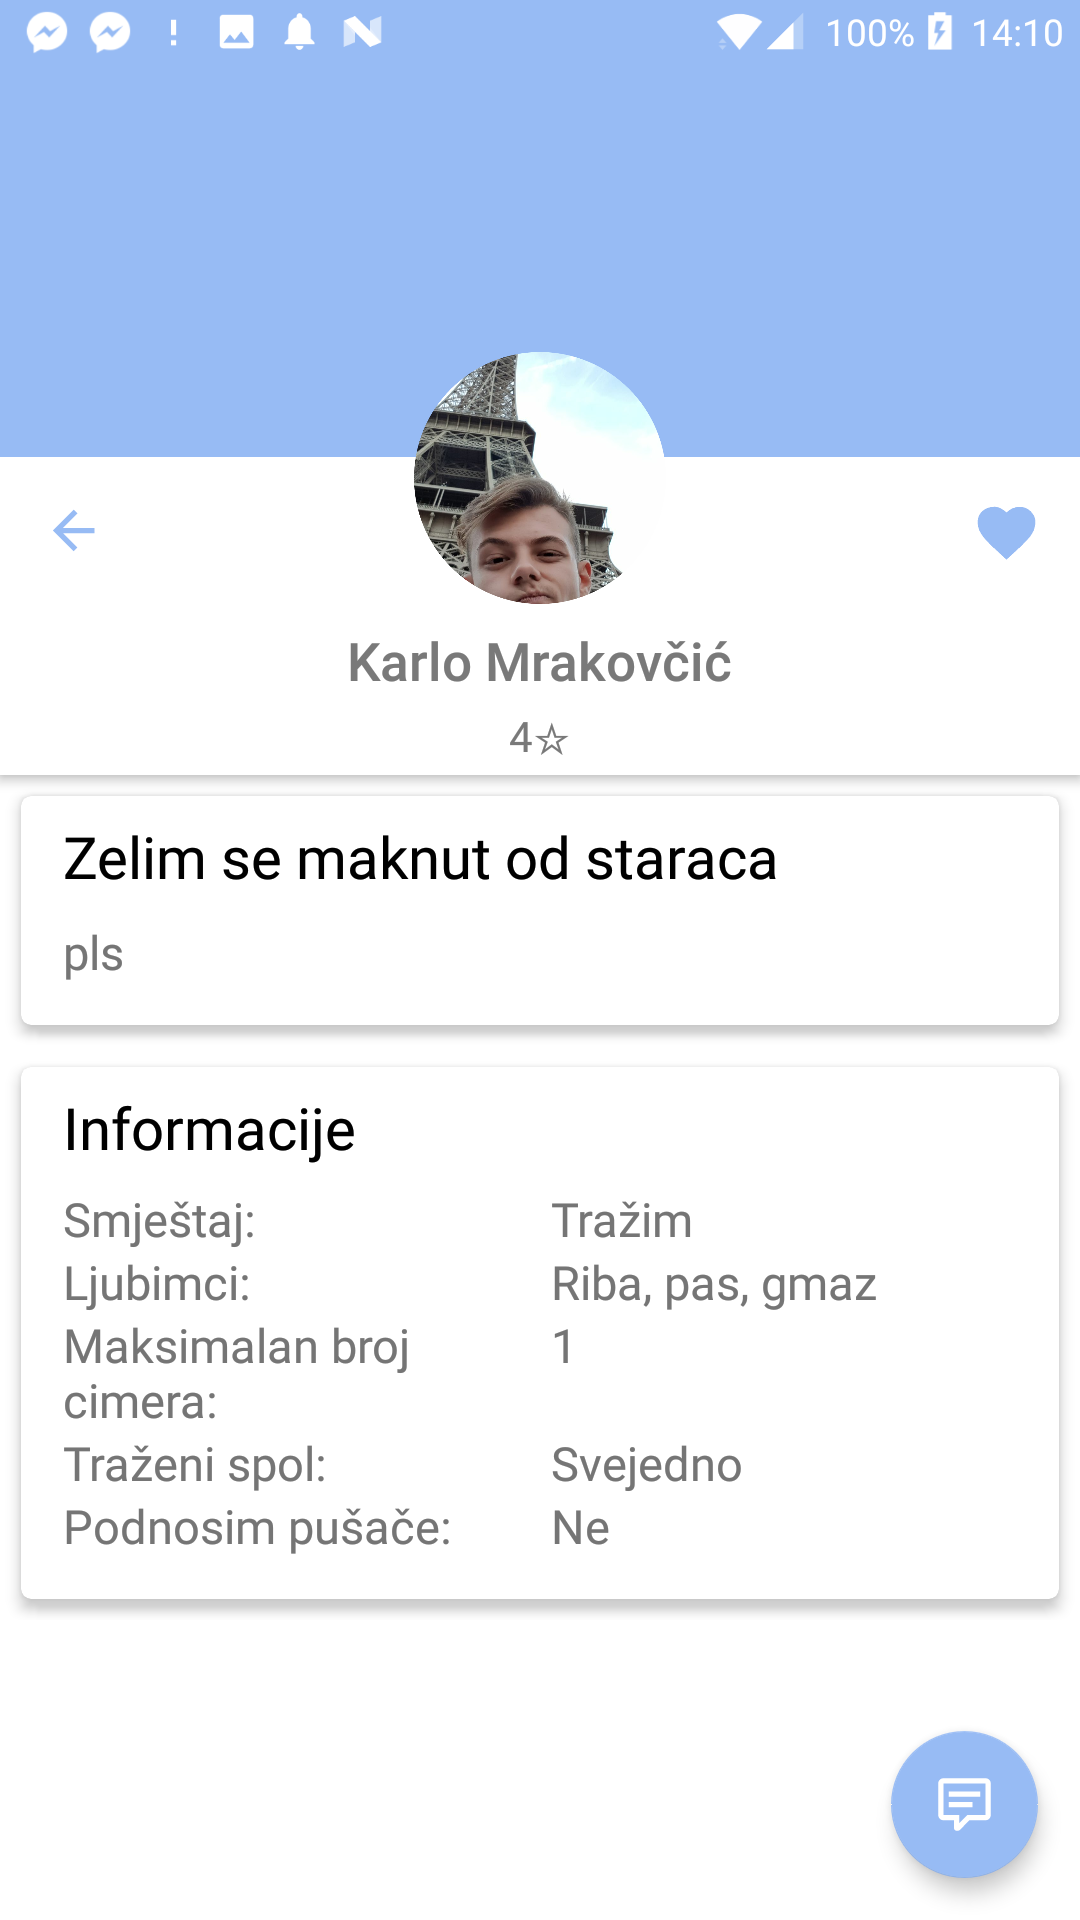 100% 14:10
Karlo Mrakovčić
4☆
Zelim se maknut od staraca
pls
Informacije
Smještaj: Tražim
Ljubimci: Riba, pas, gmaz
Maksimalan broj 1
cimera:
Traženi spol: Svejedno
Podnosim pušače: Ne